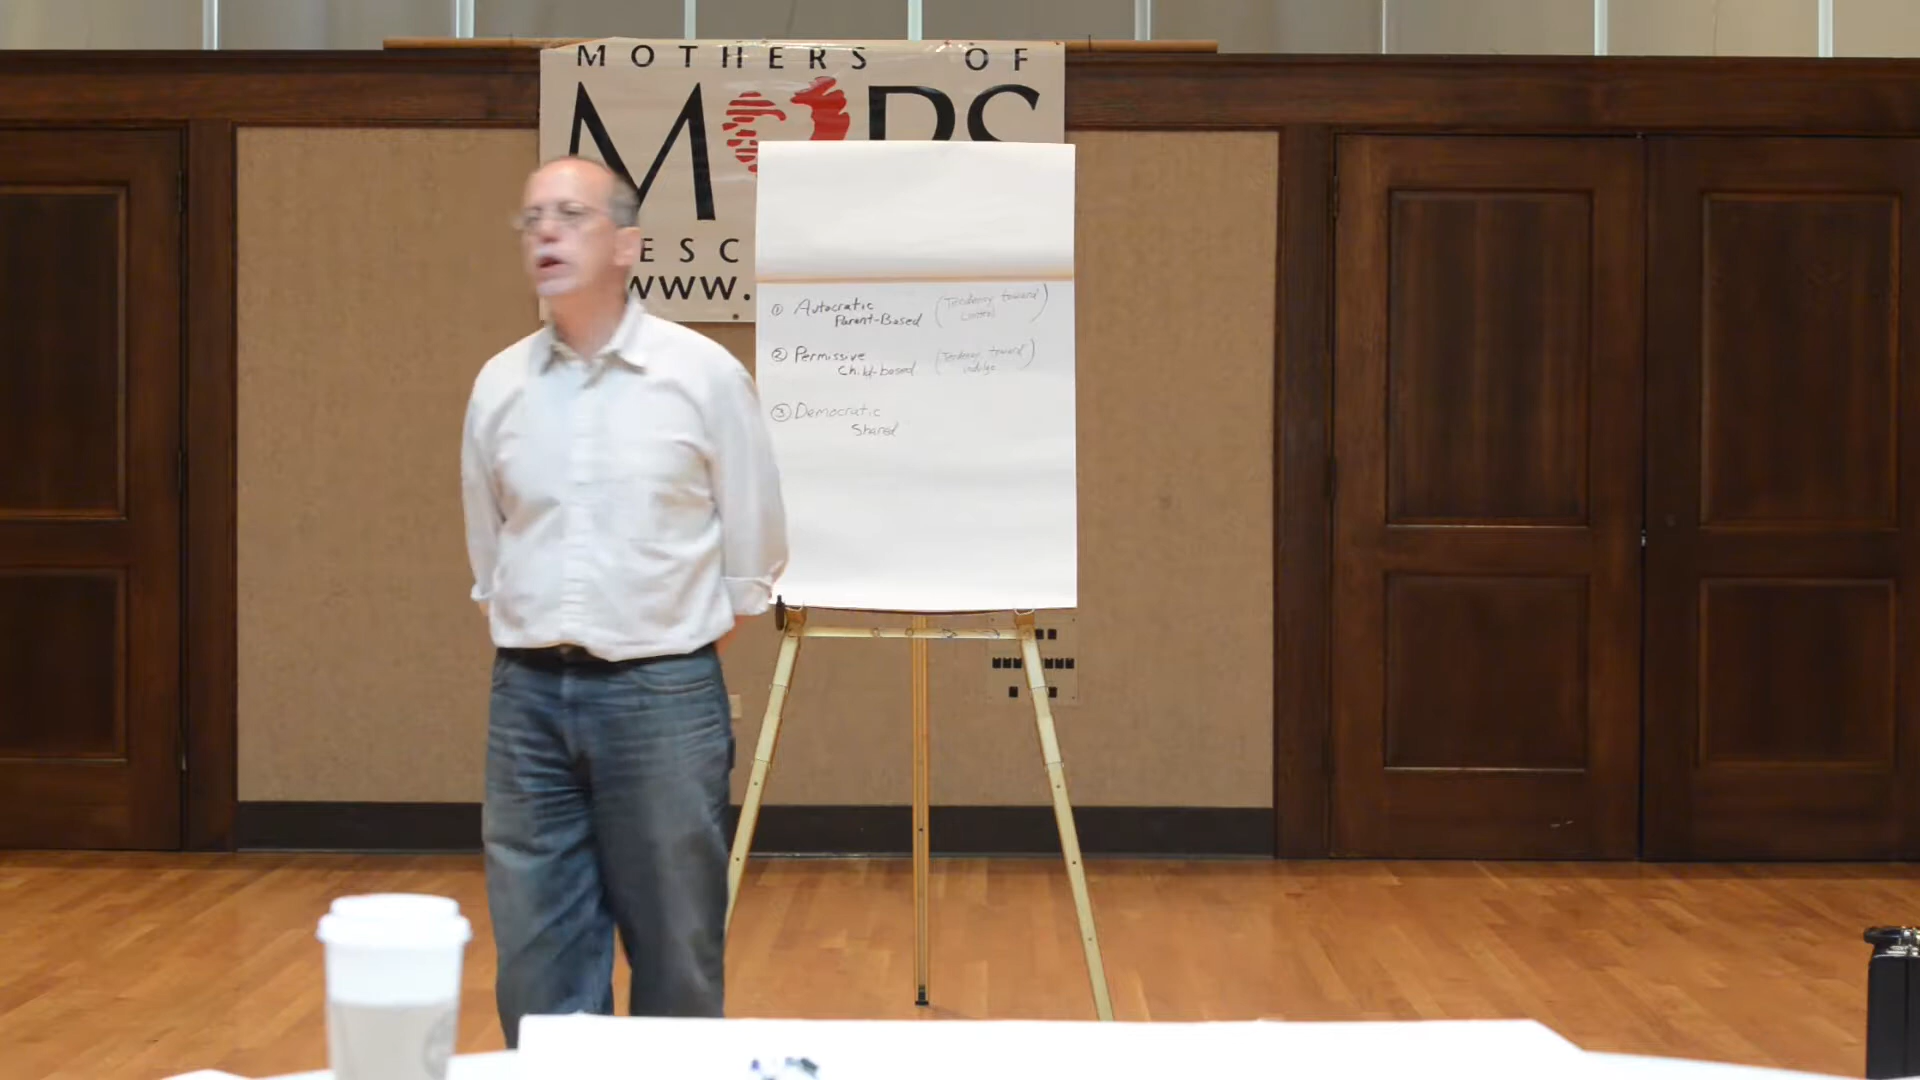 MOTHERS OF
MOPS
ESC
www.
① Autocratic (Tendency toward
Parent-Based control)
② Permissive (Tendency toward
Child-based indulge)
③ Democratic
Shared